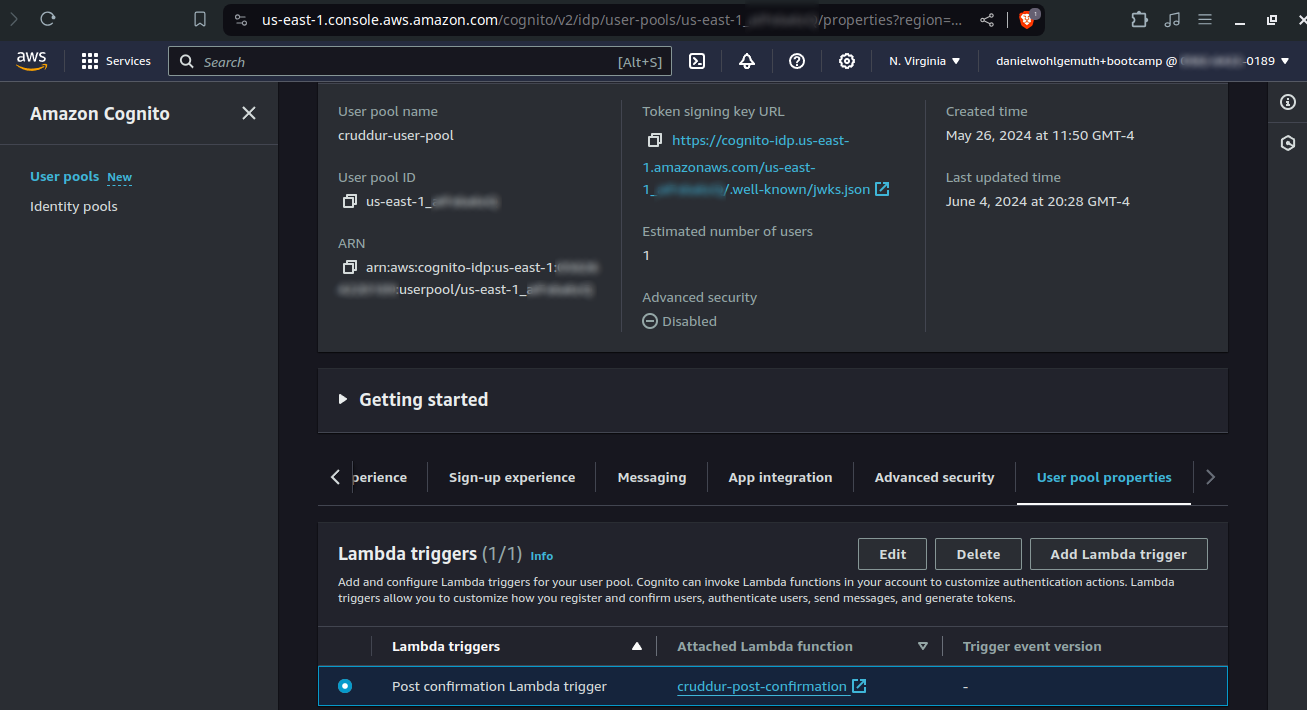 us-east-1.console.aws.amazon.com/cognito/v2/idp/user-pools/us-east-1_ /properties?region=...
aws
Services
Search
[Alt+S]
N. Virginia
danielwohlgemuth+bootcamp @ -0189
Amazon Cognito
User pools New
Identity pools
User pool name
cruddur-user-pool
User pool ID
us-east-1_
ARN
arn:aws:cognito-idp:us-east-1:
:userpool/us-east-1_
Token signing key URL
https://cognito-idp.us-east-
1.amazonaws.com/us-east-
1_ /.well-known/jwks.json
Estimated number of users
1
Advanced security
Disabled
Created time
May 26, 2024 at 11:50 GMT-4
Last updated time
June 4, 2024 at 20:28 GMT-4
Getting started
perience
Sign-up experience
Messaging
App integration
Advanced security
User pool properties
Lambda triggers (1/1) Info
Edit
Delete
Add Lambda trigger
Add and configure Lambda triggers for your user pool. Cognito can invoke Lambda functions in your account to customize authentication actions. Lambda
triggers allow you to customize how you register and confirm users, authenticate users, send messages, and generate tokens.
Lambda triggers
Attached Lambda function
Trigger event version
Post confirmation Lambda trigger
cruddur-post-confirmation
-